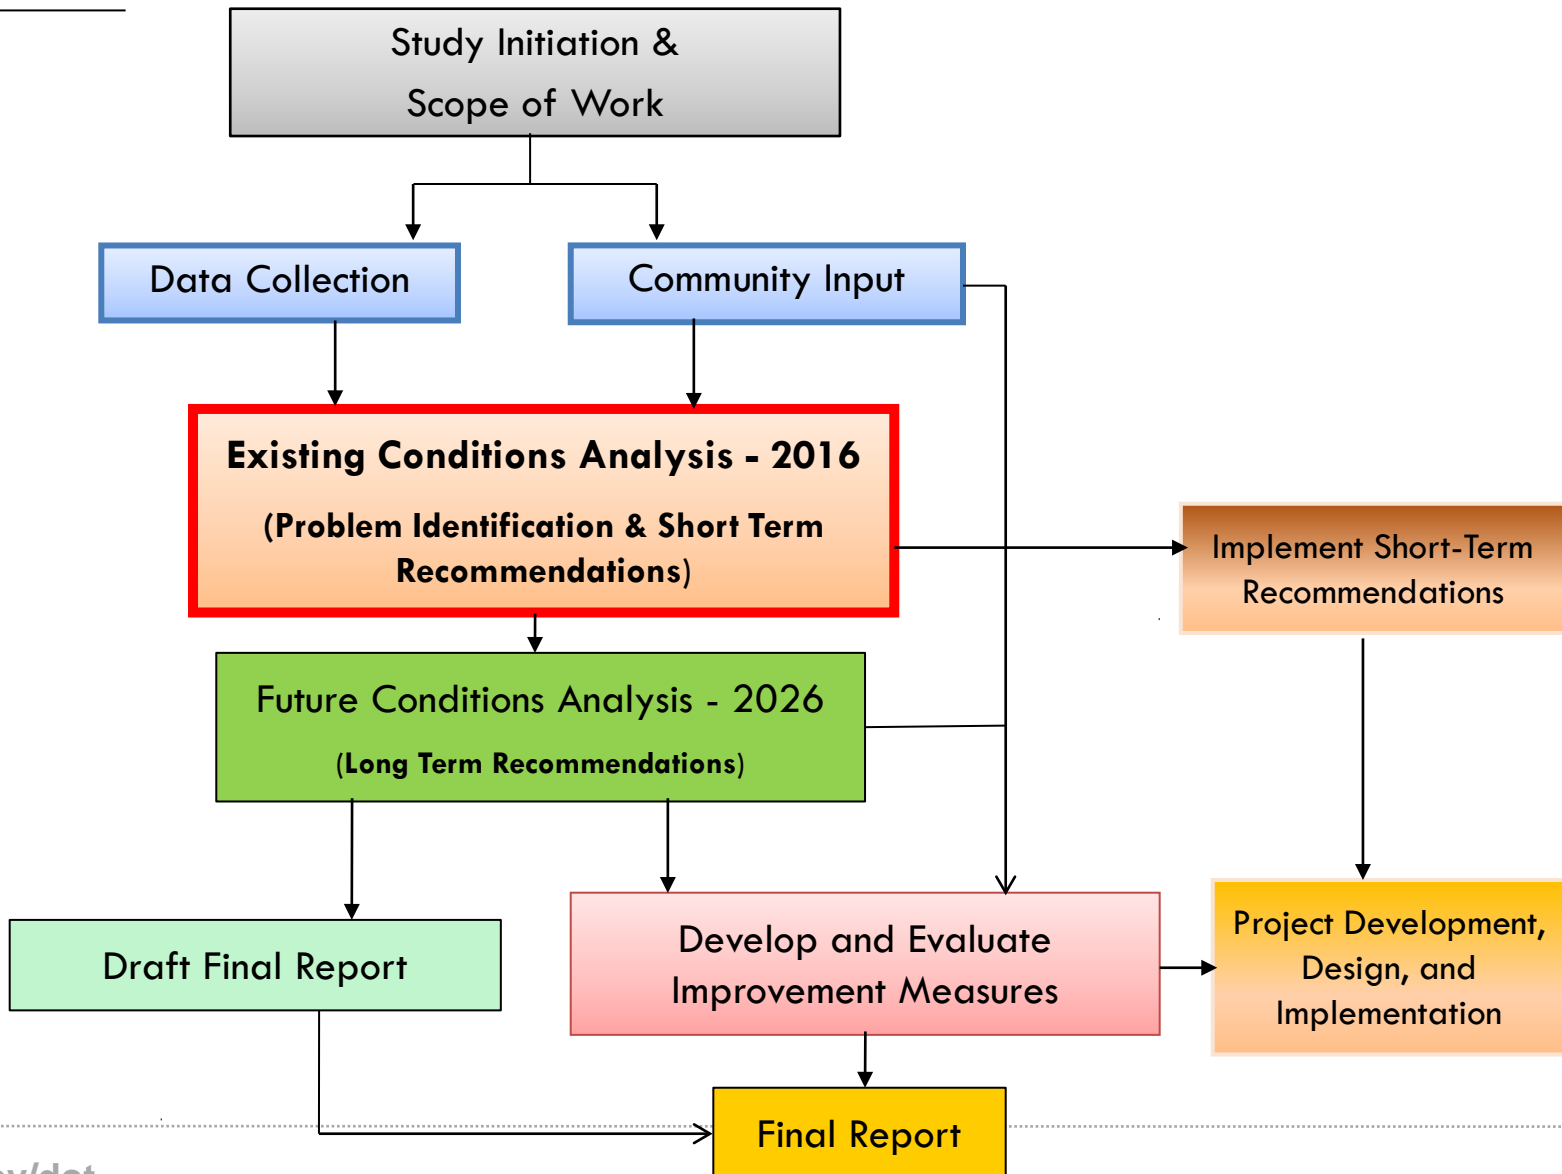 Study Initiation &
Scope of Work
Data Collection
Community Input
Existing Conditions Analysis - 2016
(Problem Identification & Short Term
Recommendations)
Implement Short-Term
Recommendations
Future Conditions Analysis - 2026
(Long Term Recommendations)
Draft Final Report
Develop and Evaluate
Improvement Measures
Project Development,
Design, and
Implementation
Final Report